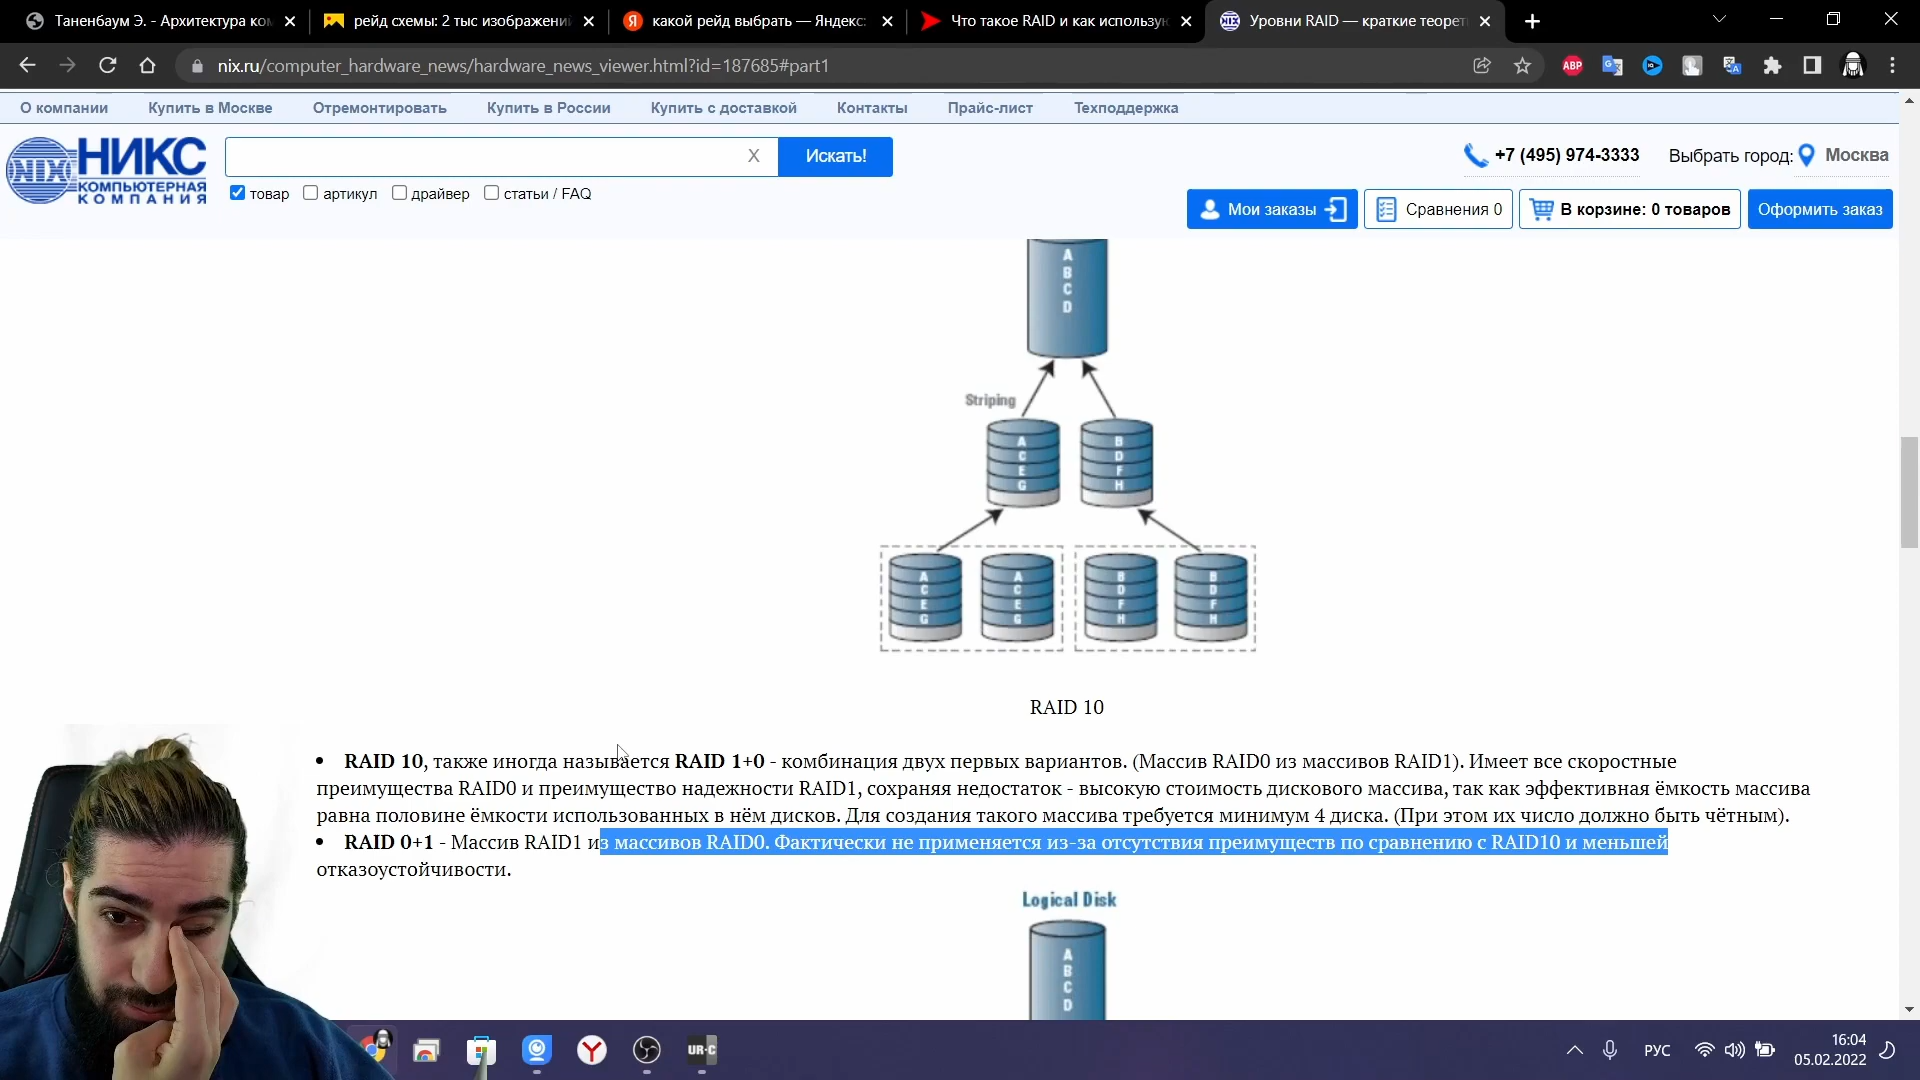 Таненбаум Э. - Архитектура ком
рейд схемы: 2 тыс изображений
какой рейд выбрать — Яндекс:
Что такое RAID и как использую
Уровни RAID — краткие теорет
nix.ru/computer_hardware_news/hardware_news_viewer.html?id=187685#part1
ABP
О компании
Купить в Москве
Отремонтировать
Купить в России
Купить с доставкой
Контакты
Прайс-лист
Техподдержка
NIX
НИКС
КОМПЬЮТЕРНАЯ
КОМПАНИЯ
X
Искать!
+7 (495) 974-3333
Выбрать город:
Москва
товар
артикул
драйвер
статьи / FAQ
Мои заказы
Сравнения 0
В корзине: 0 товаров
Оформить заказ
A
B
C
D
Striping
A
C
E
G
B
D
F
H
A
C
E
G
A
C
E
G
B
D
F
H
B
D
F
H
RAID 10
• RAID 10, также иногда называется RAID 1+0 - комбинация двух первых вариантов. (Массив RAID0 из массивов RAID1). Имеет все скоростные
преимущества RAID0 и преимущество надежности RAID1, сохраняя недостаток - высокую стоимость дискового массива, так как эффективная ёмкость массива
равна половине ёмкости использованных в нём дисков. Для создания такого массива требуется минимум 4 диска. (При этом их число должно быть чётным).
• RAID 0+1 - Массив RAID1 из массивов RAID0. Фактически не применяется из-за отсутствия преимуществ по сравнению с RAID10 и меньшей
отказоустойчивости.
Logical Disk
A
B
C
D
UR-C
РУС
16:04
05.02.2022